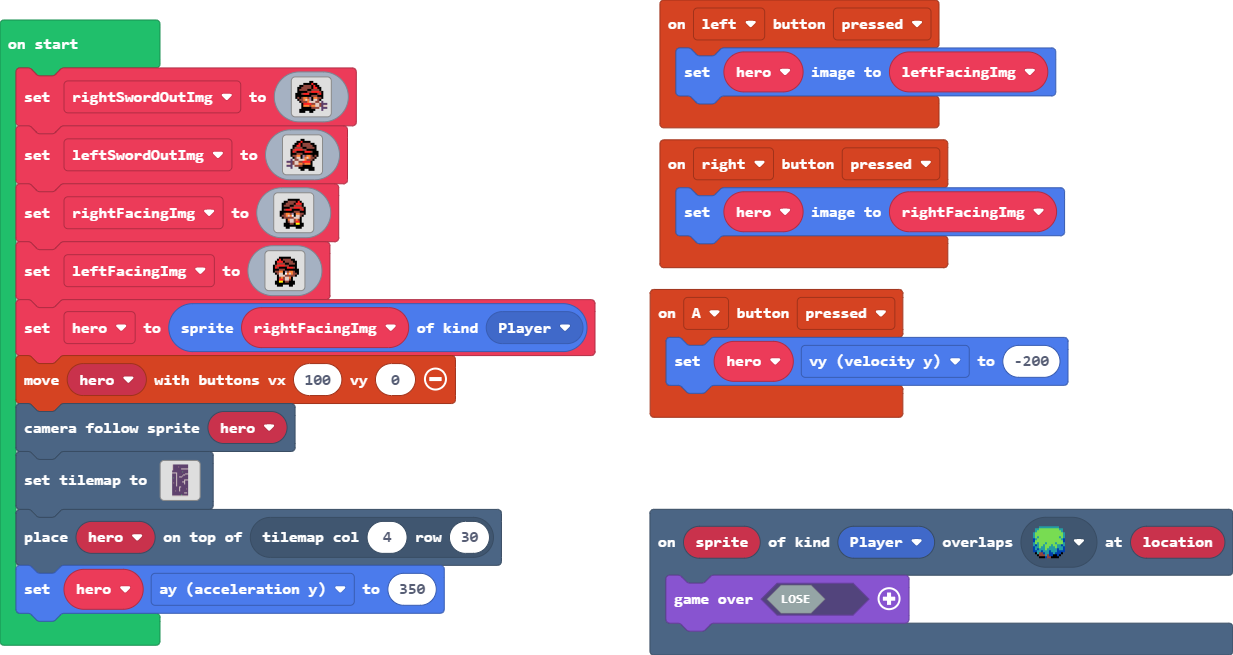 on start
set rightSwordOutImg to
set leftSwordOutImg to
set rightFacingImg to
set leftFacingImg to
set hero to sprite rightFacingImg of kind Player
move hero with buttons vx 100 vy 0
camera follow sprite hero
set tilemap to
place hero on top of tilemap col 4 row 30
set hero ay (acceleration y) to 350
on left button pressed
set hero image to leftFacingImg
on right button pressed
set hero image to rightFacingImg
on A button pressed
set hero vy (velocity y) to -200
on sprite of kind Player overlaps at location
game over LOSE